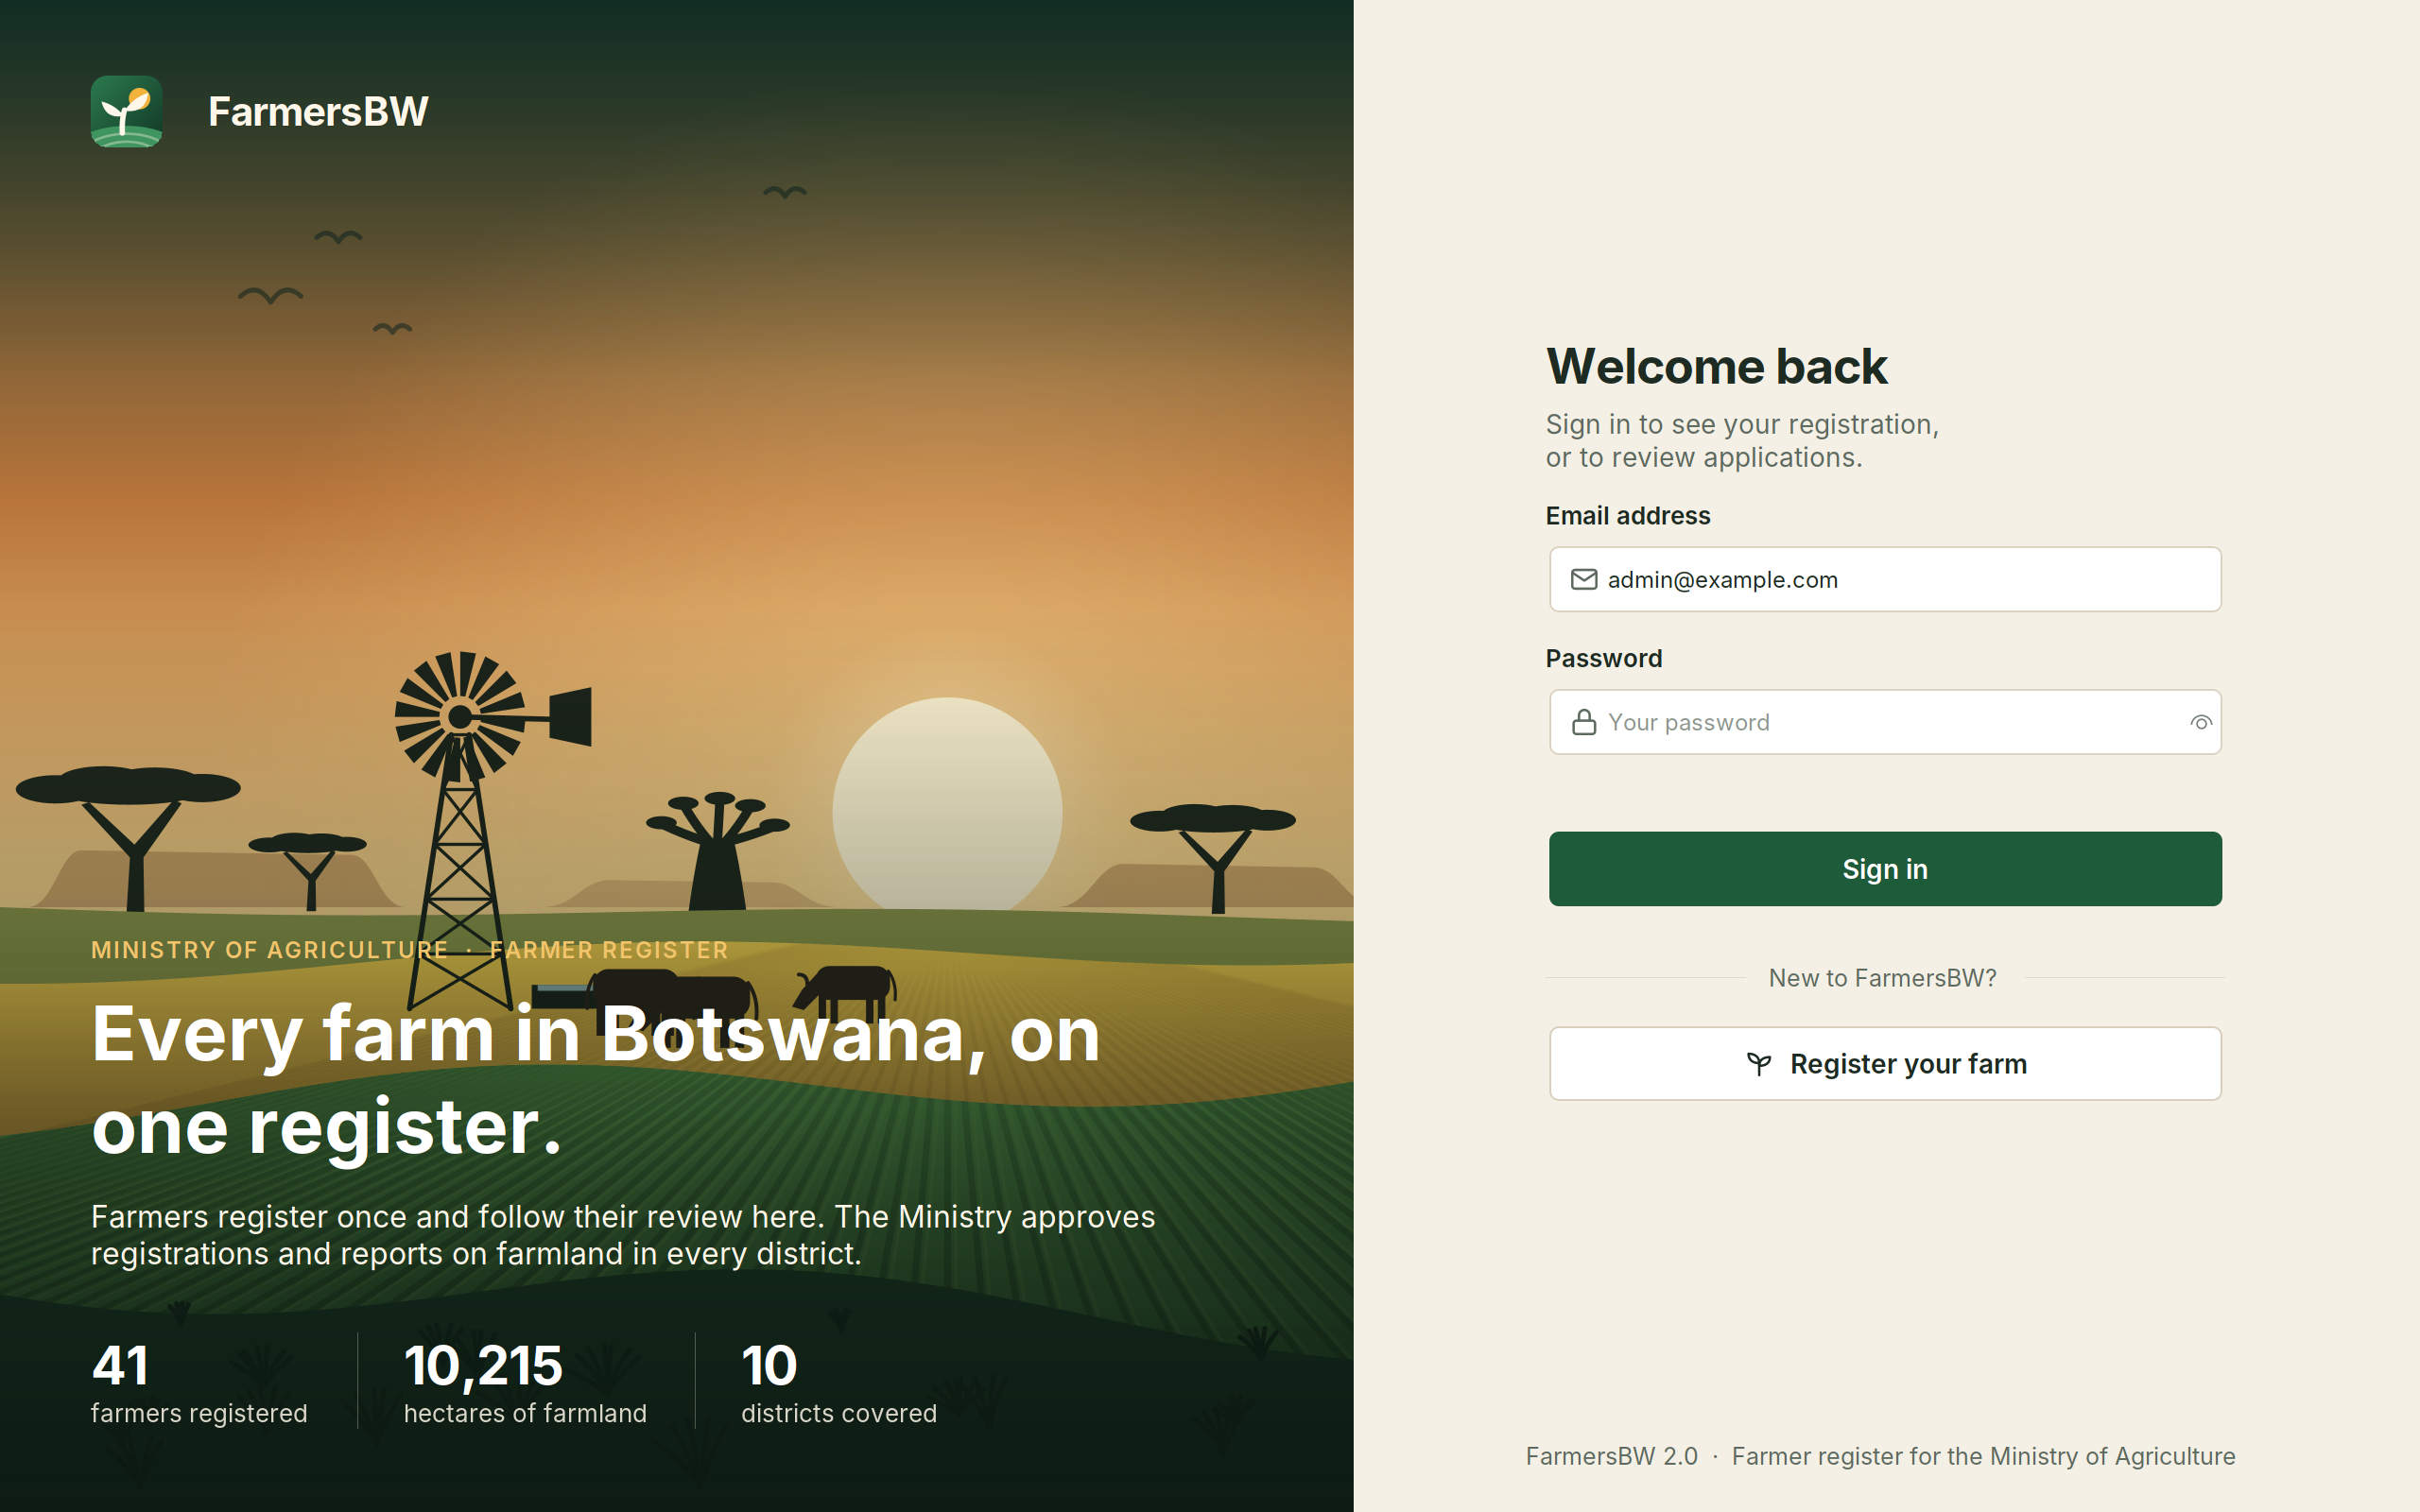 FarmersBW
MINISTRY OF AGRICULTURE · FARMER REGISTER
Every farm in Botswana, on
one register.
Farmers register once and follow their review here. The Ministry approves
registrations and reports on farmland in every district.
41
farmers registered
10,215
hectares of farmland
10
districts covered
Welcome back
Sign in to see your registration,
or to review applications.
Email address
admin@example.com
Password
Your password
Sign in
New to FarmersBW?
Register your farm
FarmersBW 2.0 · Farmer register for the Ministry of Agriculture